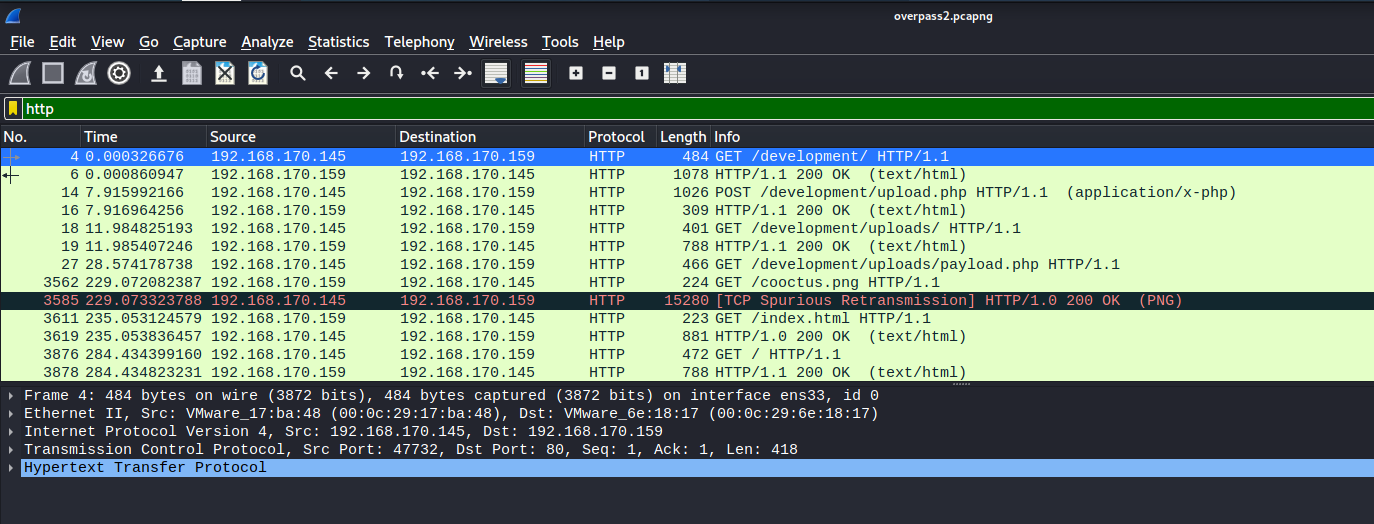 overpass2.pcapng
File Edit View Go Capture Analyze Statistics Telephony Wireless Tools Help
http
No. Time Source Destination Protocol Length Info
4 0.000326676 192.168.170.145 192.168.170.159 HTTP 484 GET /development/ HTTP/1.1
6 0.000860947 192.168.170.159 192.168.170.145 HTTP 1078 HTTP/1.1 200 OK (text/html)
14 7.915992166 192.168.170.145 192.168.170.159 HTTP 1026 POST /development/upload.php HTTP/1.1 (application/x-php)
16 7.916964256 192.168.170.159 192.168.170.145 HTTP 309 HTTP/1.1 200 OK (text/html)
18 11.984825193 192.168.170.145 192.168.170.159 HTTP 401 GET /development/uploads/ HTTP/1.1
19 11.985407246 192.168.170.159 192.168.170.145 HTTP 788 HTTP/1.1 200 OK (text/html)
27 28.574178738 192.168.170.145 192.168.170.159 HTTP 466 GET /development/uploads/payload.php HTTP/1.1
3562 229.072082387 192.168.170.159 192.168.170.145 HTTP 224 GET /cooctus.png HTTP/1.1
3585 229.073323788 192.168.170.145 192.168.170.159 HTTP 15280 [TCP Spurious Retransmission] HTTP/1.0 200 OK (PNG)
3611 235.053124579 192.168.170.159 192.168.170.145 HTTP 223 GET /index.html HTTP/1.1
3619 235.053836457 192.168.170.145 192.168.170.159 HTTP 881 HTTP/1.0 200 OK (text/html)
3876 284.434399160 192.168.170.145 192.168.170.159 HTTP 472 GET / HTTP/1.1
3878 284.434823231 192.168.170.159 192.168.170.145 HTTP 788 HTTP/1.1 200 OK (text/html)
Frame 4: 484 bytes on wire (3872 bits), 484 bytes captured (3872 bits) on interface ens33, id 0
Ethernet II, Src: VMware_17:ba:48 (00:0c:29:17:ba:48), Dst: VMware_6e:18:17 (00:0c:29:6e:18:17)
Internet Protocol Version 4, Src: 192.168.170.145, Dst: 192.168.170.159
Transmission Control Protocol, Src Port: 47732, Dst Port: 80, Seq: 1, Ack: 1, Len: 418
Hypertext Transfer Protocol